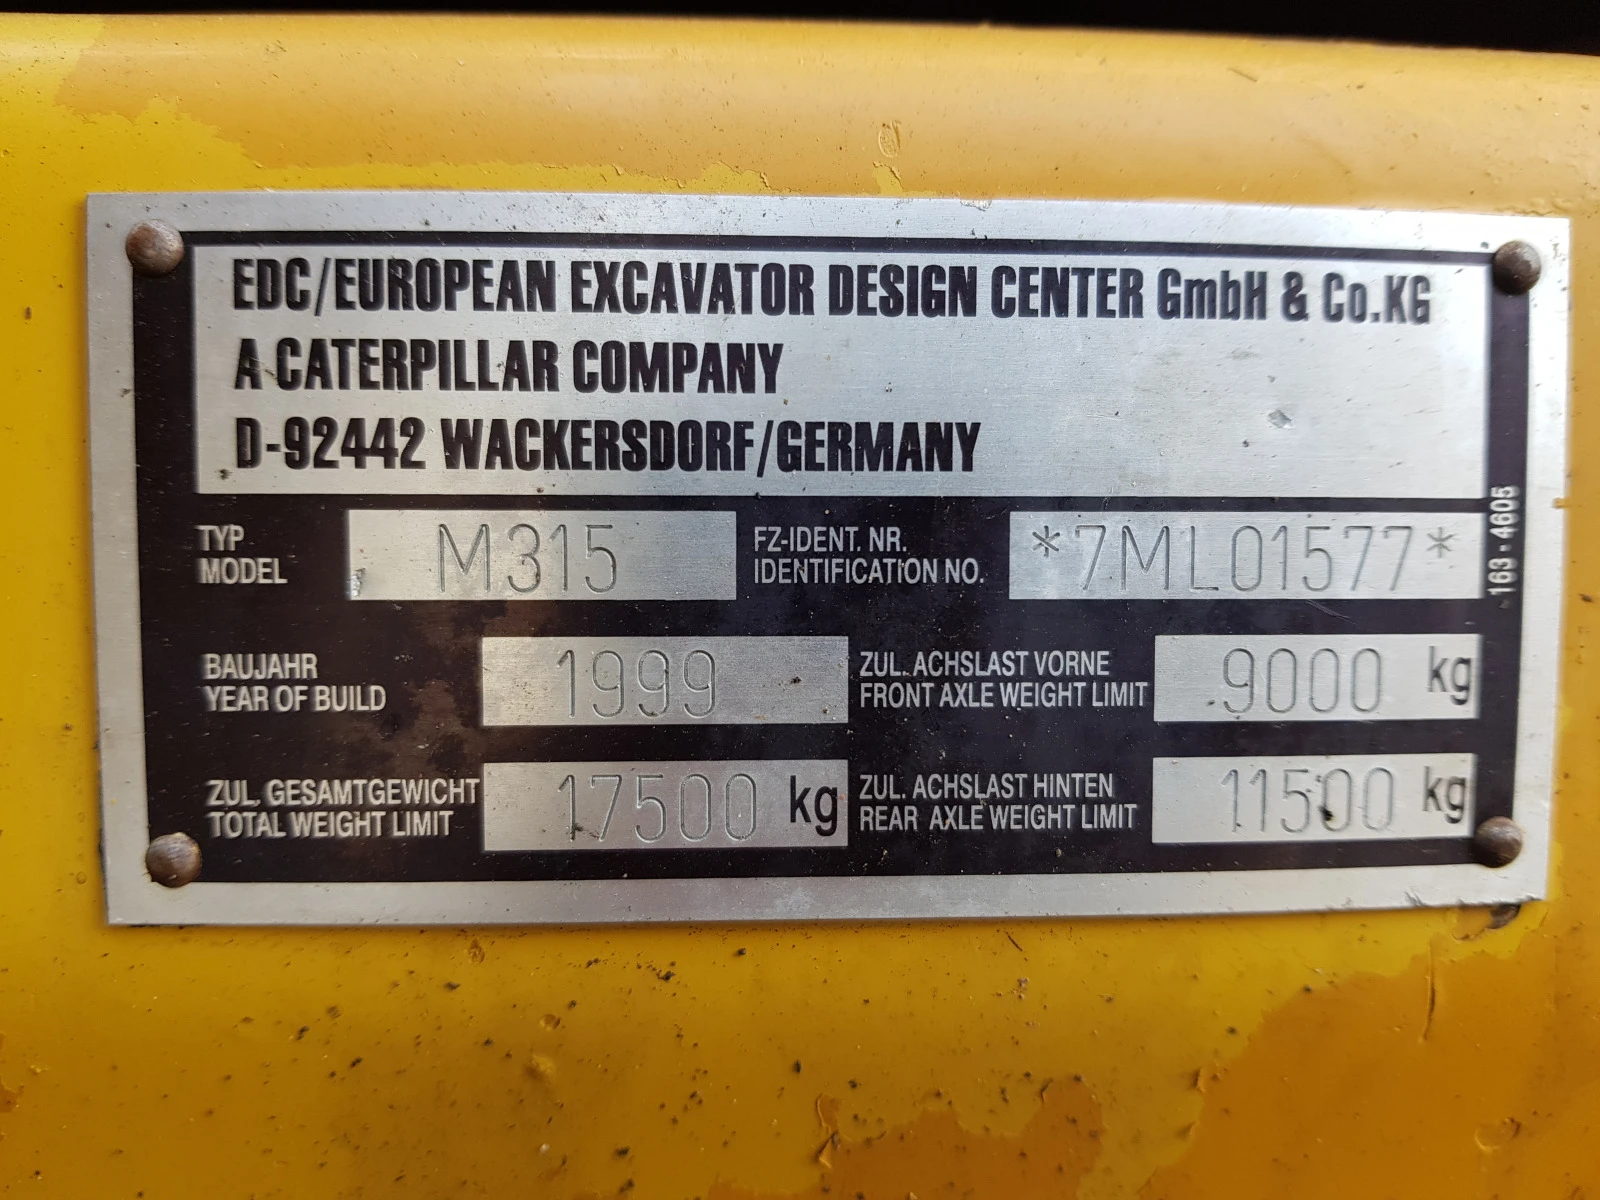 EDC/EUROPEAN EXCAVATOR DESIGN CENTER GmbH & Co.KG
A CATERPILLAR COMPANY
D-92442 WACKERSDORF/GERMANY
TYP
MODEL
M315
FZ-IDENT. NR.
IDENTIFICATION NO.
*7ML01577*
163-4605
BAUJAHR
YEAR OF BUILD
1999
ZUL. ACHSLAST VORNE
FRONT AXLE WEIGHT LIMIT
9000 kg
ZUL. GESAMTGEWICHT
TOTAL WEIGHT LIMIT
17500 kg
ZUL. ACHSLAST HINTEN
REAR AXLE WEIGHT LIMIT
11500 kg